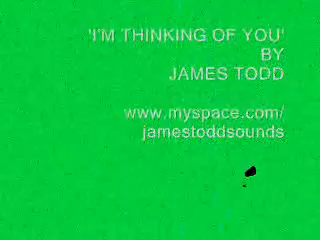 'I'M THINKING OF YOU'
BY
JAMES TODD
www.myspace.com/
jamestoddsounds